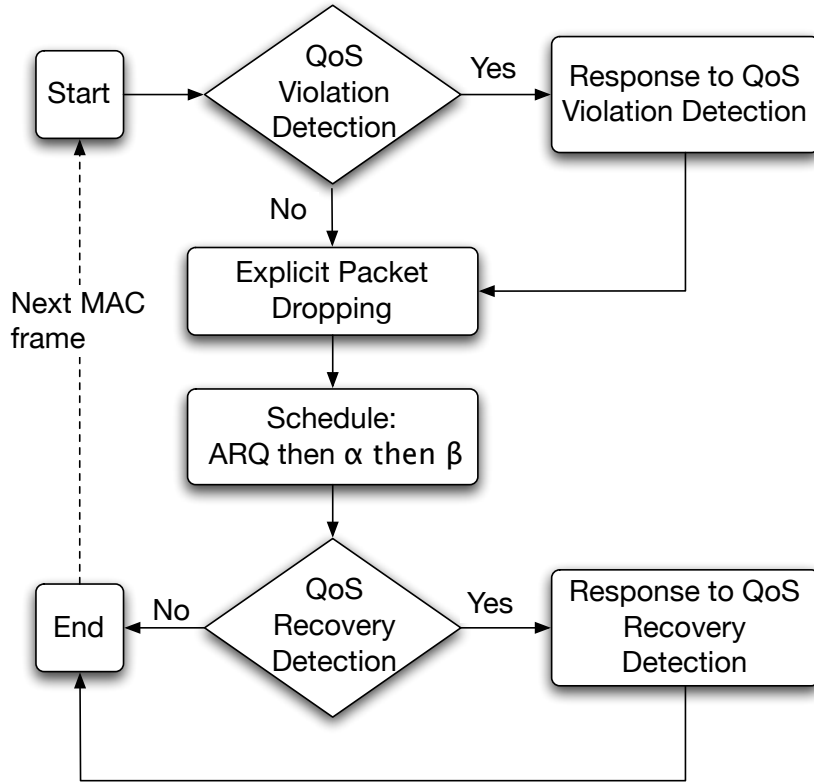 Start
QoS
Violation
Detection
Yes
Response to QoS
Violation Detection
No
Explicit Packet
Dropping
Next MAC
frame
Schedule:
ARQ then α then β
QoS
Recovery
Detection
No
End
Yes
Response to QoS
Recovery
Detection